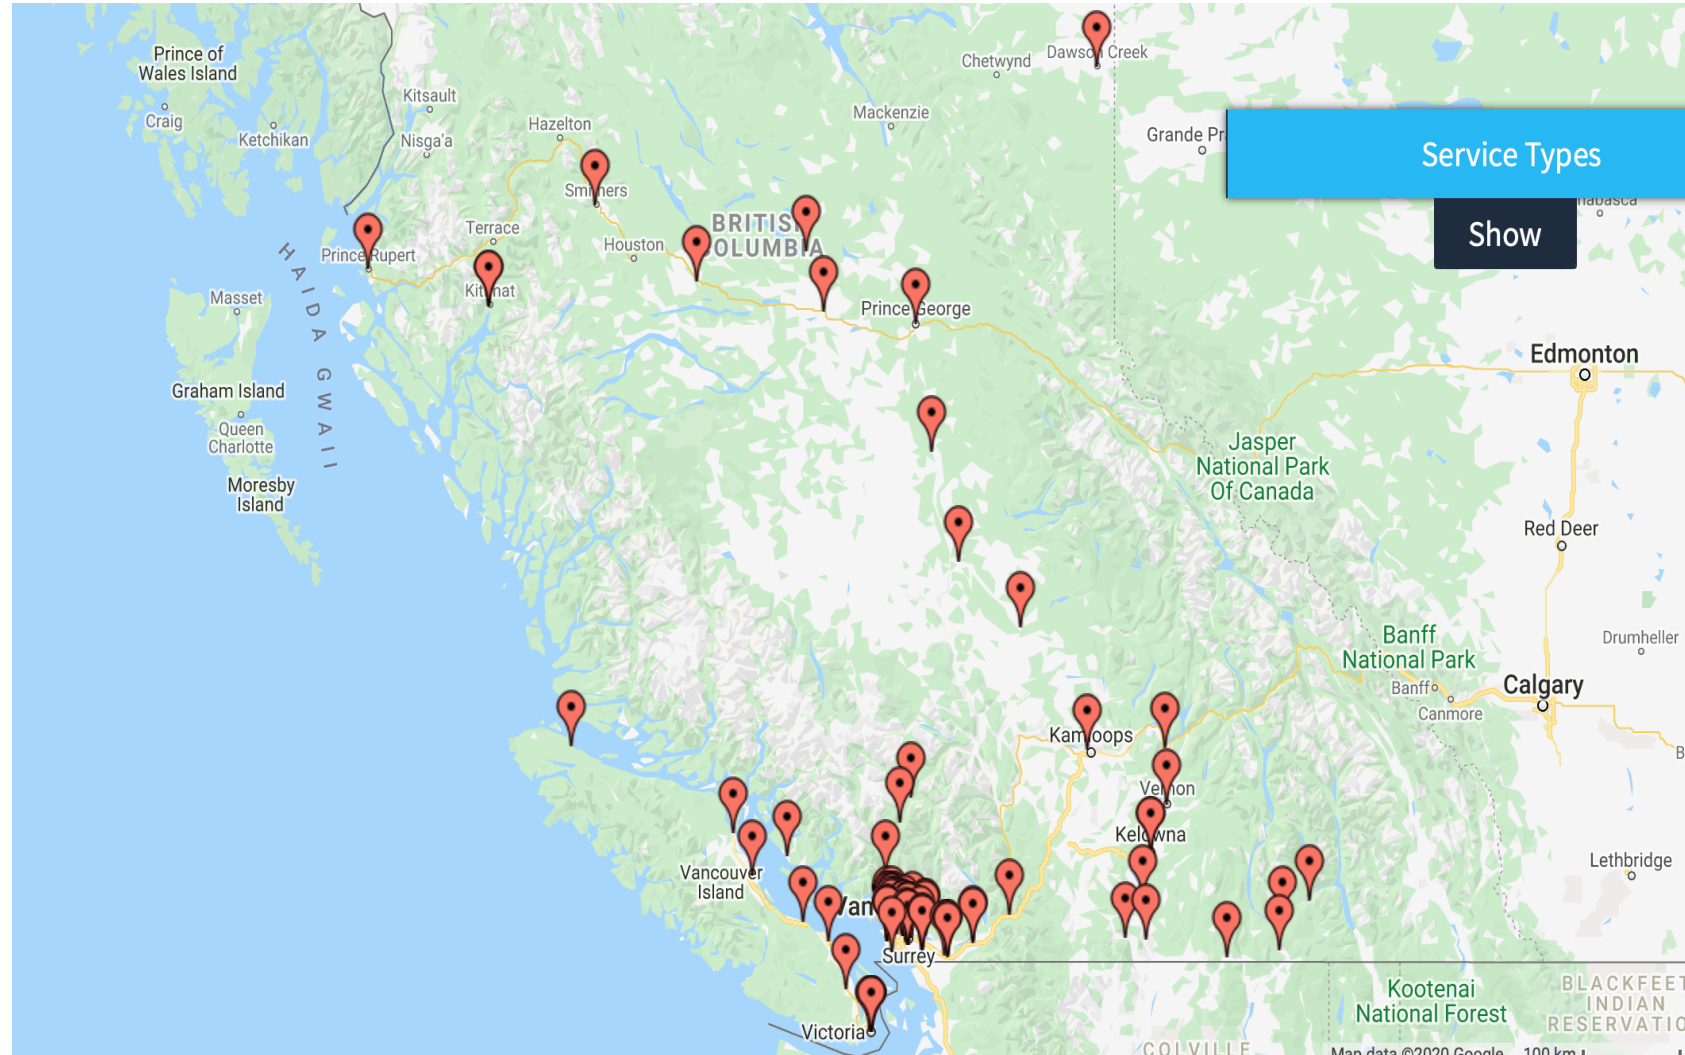 Prince of
Wales Island
Craig
Ketchikan
Kitsault
Nisga'a
Hazelton
Chetwynd
Dawson Creek
Mackenzie
Grande Pr
Service Types
Show
Smithers
Prince Rupert
Terrace
Houston
BRITISH
COLUMBIA
Kitimat
Prince George
HAIDA GWAII
Masset
Graham Island
Queen
Charlotte
Moresby
Island
Edmonton
Jasper
National Park
Of Canada
Red Deer
Drumheller
Banff
National Park
Banff
Canmore
Calgary
Kamloops
Vernon
Kelowna
Lethbridge
Vancouver
Island
Van
Surrey
Victoria
Kootenai
National Forest
BLACKFEET
INDIAN
RESERVATIO
COLVILLE
Map data ©2020 Google
100 km